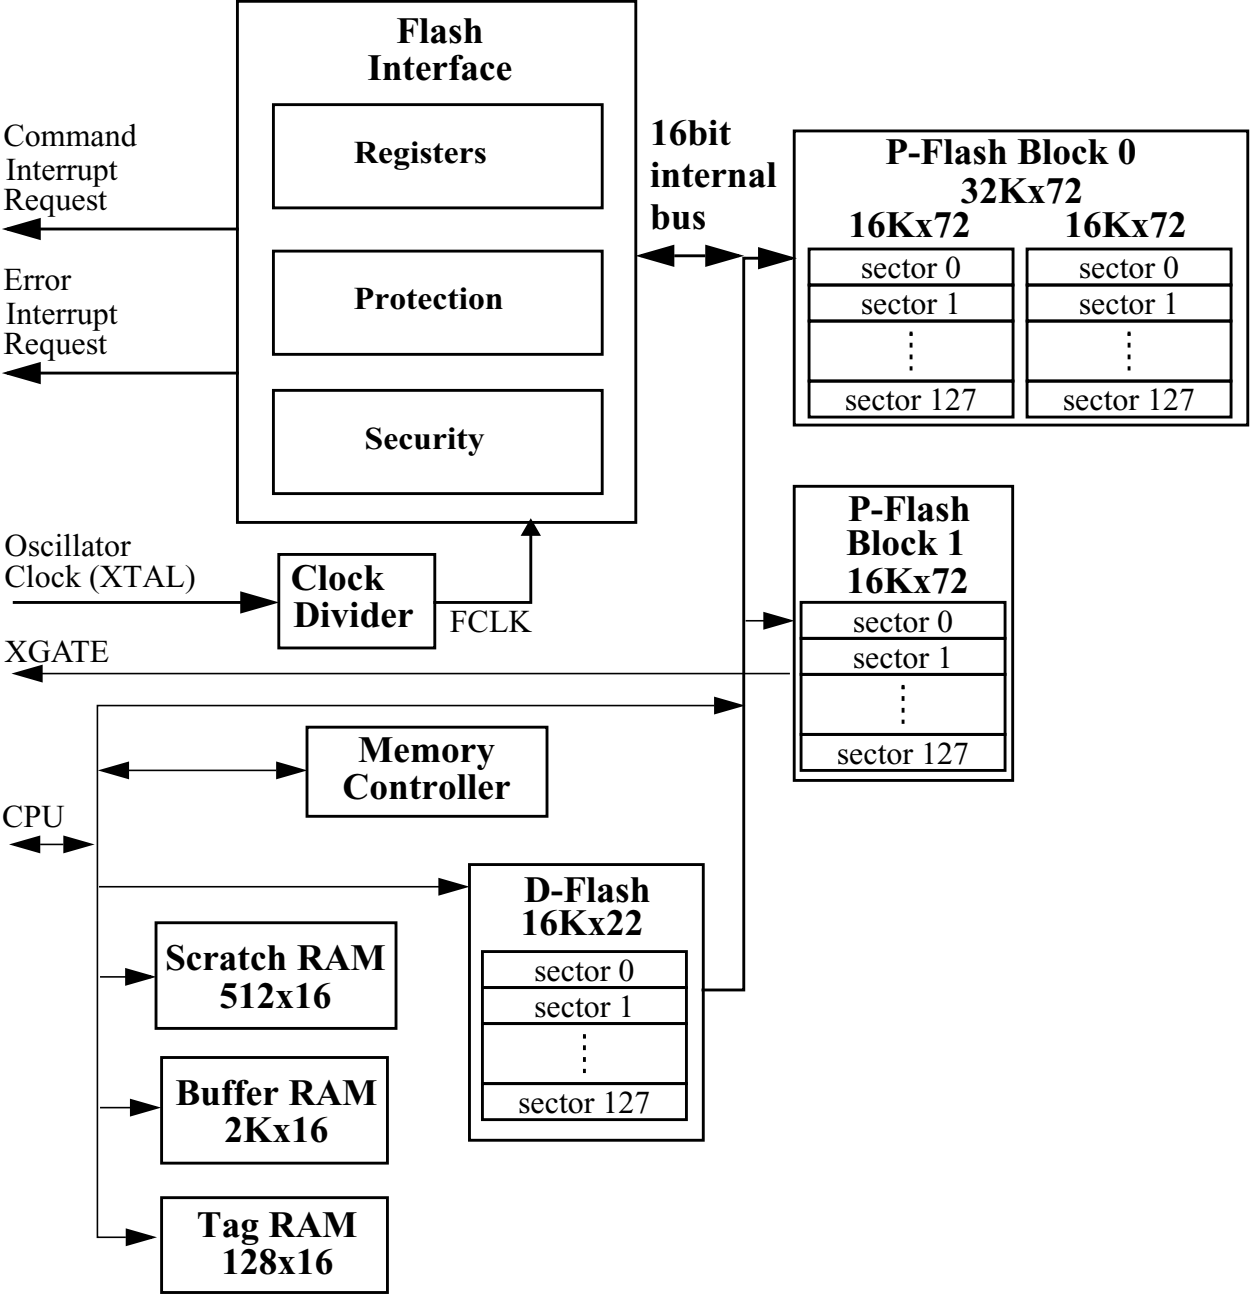 Flash
Interface
Registers
Protection
Security
Command
Interrupt
Request
Error
Interrupt
Request
16bit
internal
bus
P-Flash Block 0
32Kx72
16Kx72 16Kx72
sector 0 sector 0
sector 1 sector 1
sector 127 sector 127
Oscillator
Clock (XTAL)
Clock
Divider
FCLK
XGATE
P-Flash
Block 1
16Kx72
sector 0
sector 1
sector 127
Memory
Controller
CPU
D-Flash
16Kx22
sector 0
sector 1
sector 127
Scratch RAM
512x16
Buffer RAM
2Kx16
Tag RAM
128x16